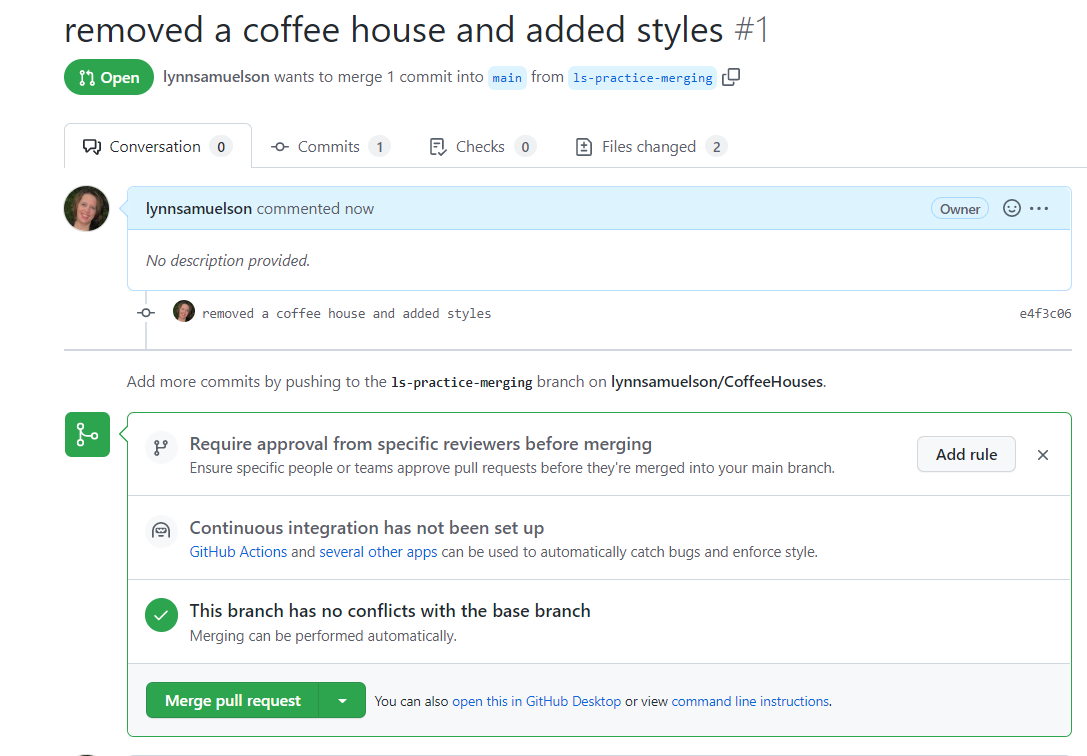 removed a coffee house and added styles #1
Open lynnsamuelson wants to merge 1 commit into main from ls-practice-merging
Conversation 0 Commits 1 Checks 0 Files changed 2
lynnsamuelson commented now Owner
No description provided.
removed a coffee house and added styles e4f3c06
Add more commits by pushing to the ls-practice-merging branch on lynnsamuelson/CoffeeHouses.
Require approval from specific reviewers before merging
Ensure specific people or teams approve pull requests before they're merged into your main branch.
Add rule
Continuous integration has not been set up
GitHub Actions and several other apps can be used to automatically catch bugs and enforce style.
This branch has no conflicts with the base branch
Merging can be performed automatically.
Merge pull request You can also open this in GitHub Desktop or view command line instructions.